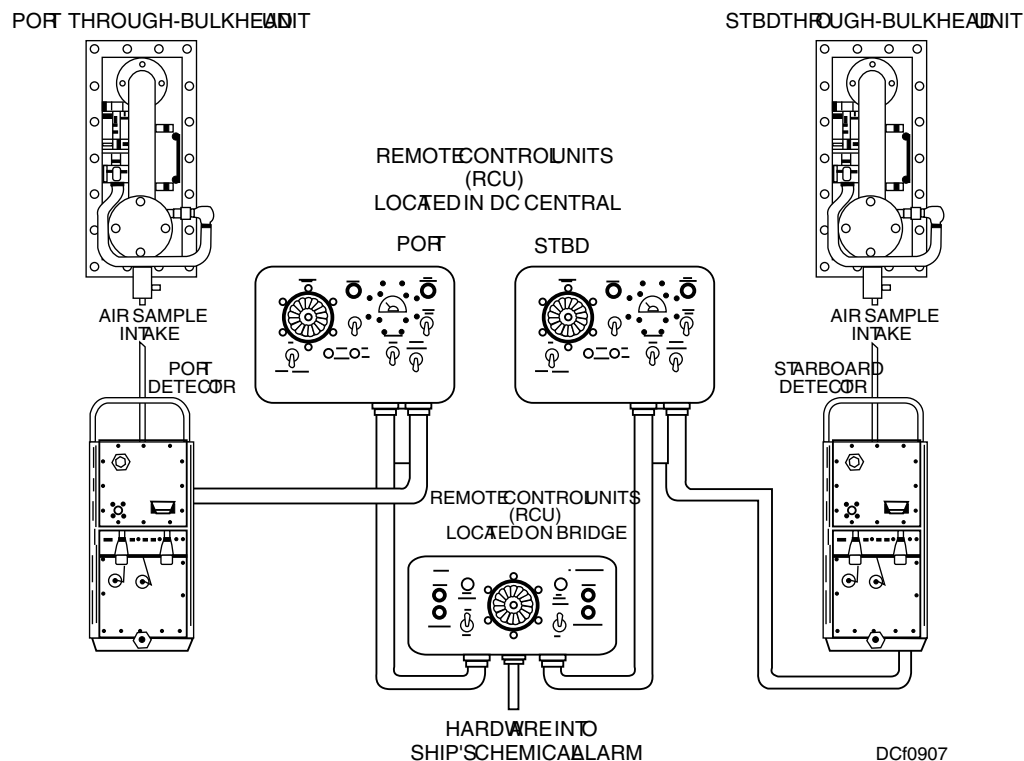 PORT THROUGH-BULKHEAD UNIT
STBD THROUGH-BULKHEAD UNIT
REMOTE CONTROL UNITS
(RCU)
LOCATED IN DC CENTRAL
PORT
STBD
AIR SAMPLE
INTAKE
AIR SAMPLE
INTAKE
PORT
DETECTOR
STARBOARD
DETECTOR
REMOTE CONTROL UNITS
(RCU)
LOCATED ON BRIDGE
HARDWARE INTO
SHIP'S CHEMICAL ALARM
DCf0907